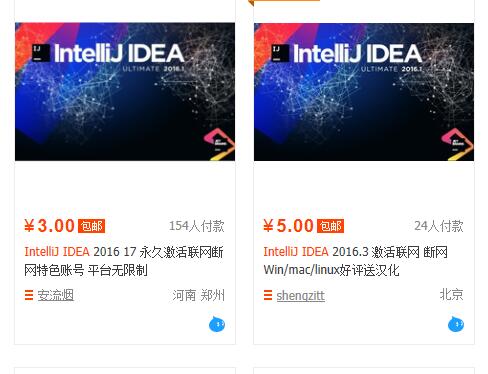 IJ IntelliJ IDEA
ULTIMATE 2016.1
IJ IntelliJ IDEA
ULTIMATE 2016.1
¥3.00 包邮 154人付款
IntelliJ IDEA 2016 17 永久激活联网断
网特色账号 平台无限制
安流烟 河南 郑州
¥5.00 包邮 24人付款
IntelliJ IDEA 2016.3 激活联网 断网
Win/mac/linux好评送汉化
shengzitt 北京